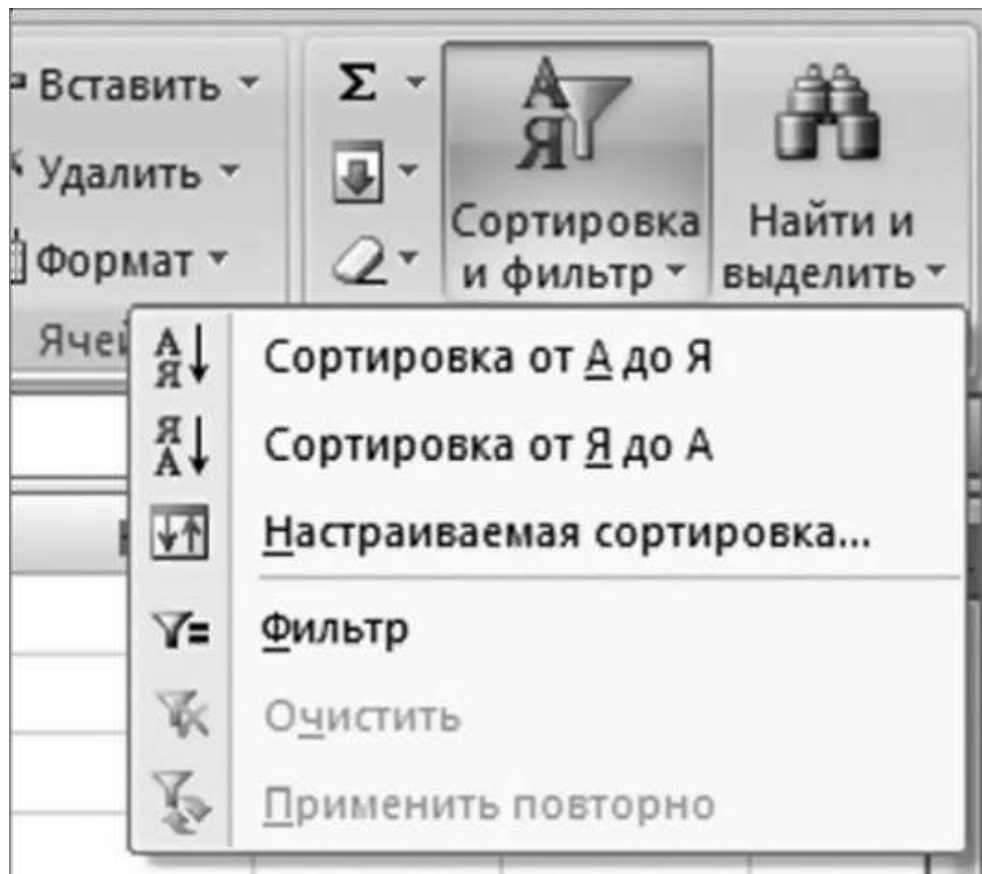 Вставить
Удалить
Формат
Σ
Сортировка
и фильтр
Найти и
выделить
Сортировка от А до Я
Сортировка от Я до А
Настраиваемая сортировка...
Фильтр
Очистить
Применить повторно